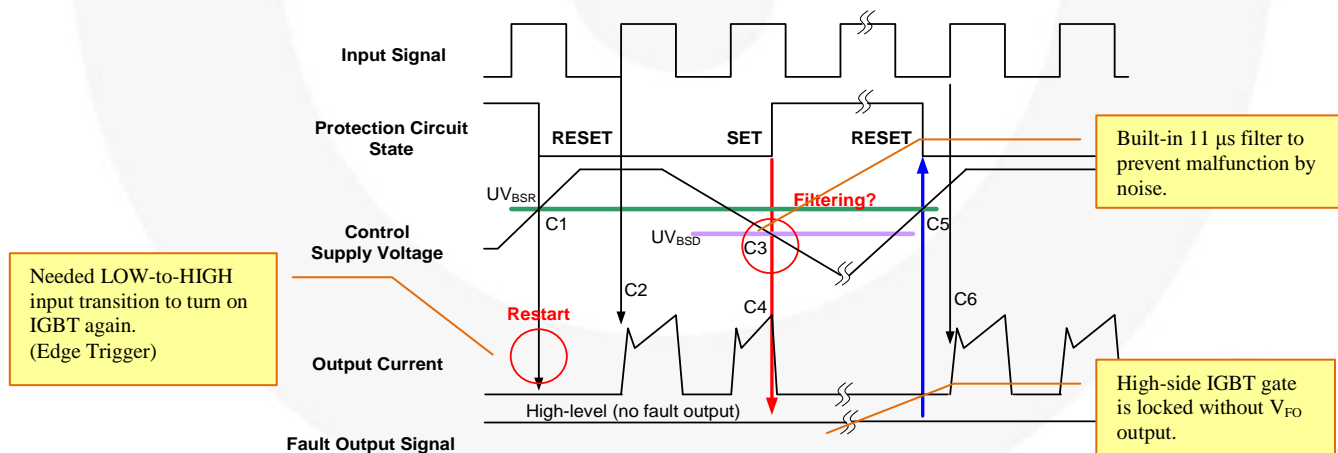 Input Signal
Protection Circuit
State
RESET
SET
RESET
Built-in 11 μs filter to
prevent malfunction by
noise.
UVBSR
Filtering?
C1
C5
Control
Supply Voltage
UVBSD
C3
Needed LOW-to-HIGH
input transition to turn on
IGBT again.
(Edge Trigger)
C2
C6
Restart
C4
Output Current
High-side IGBT gate
is locked without VFO
output.
High-level (no fault output)
Fault Output Signal